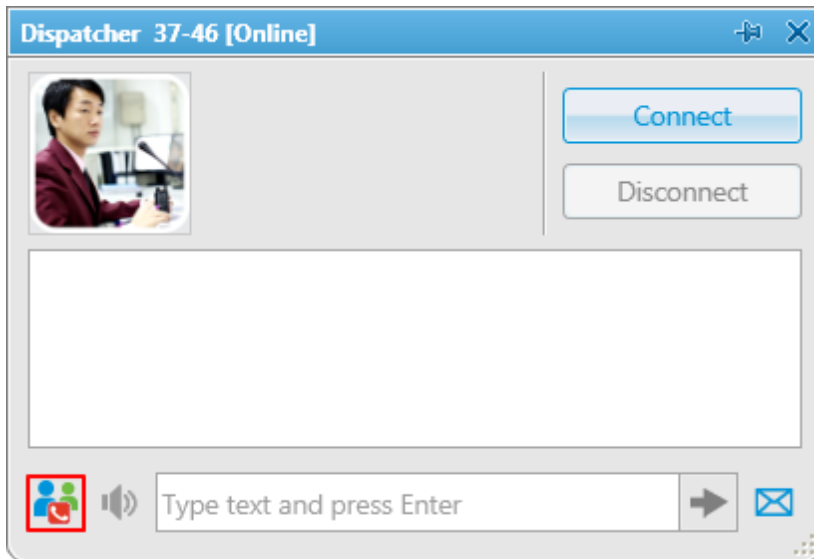 Dispatcher 37-46 [Online]
Connect
Disconnect
Type text and press Enter